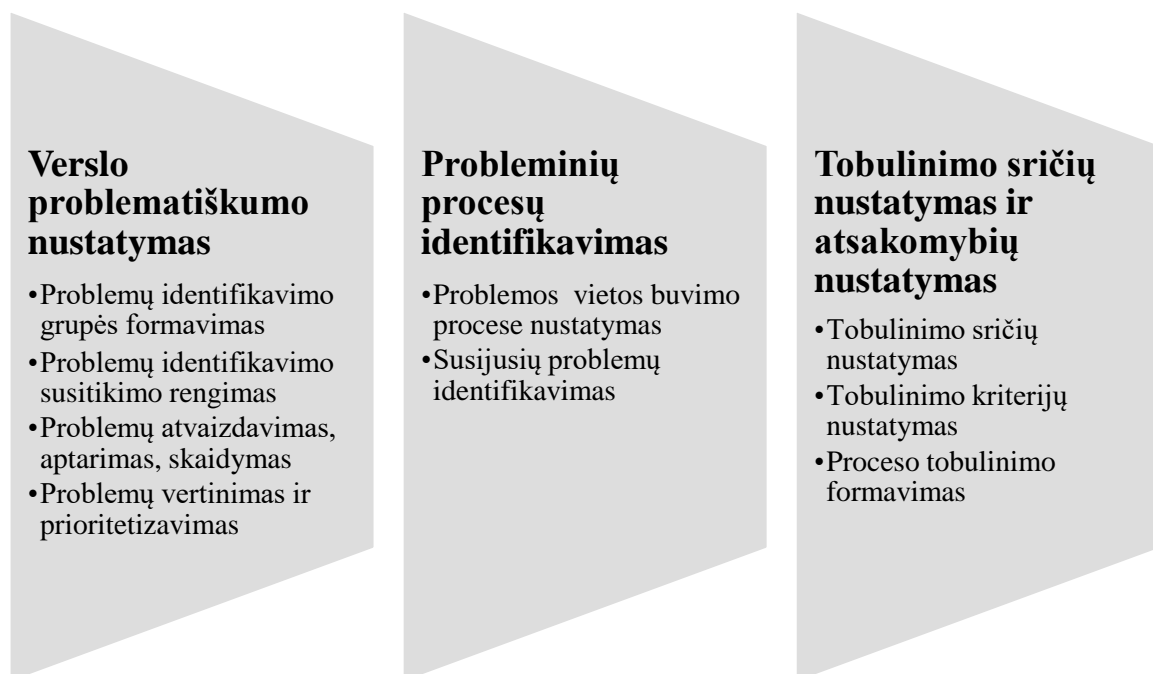 Verslo
problematiškumo
nustatymas
•Problemų identifikavimo
grupės formavimas
•Problemų identifikavimo
susitikimo rengimas
•Problemų atvaizdavimas,
aptarimas, skaidymas
•Problemų vertinimas ir
prioritetizavimas
Probleminių
procesų
identifikavimas
•Problemos vietos buvimo
procese nustatymas
•Susijusių problemų
identifikavimas
Tobulinimo sričių
nustatymas ir
atsakomybių
nustatymas
•Tobulinimo sričių
nustatymas
•Tobulinimo kriterijų
nustatymas
•Proceso tobulinimo
formavimas